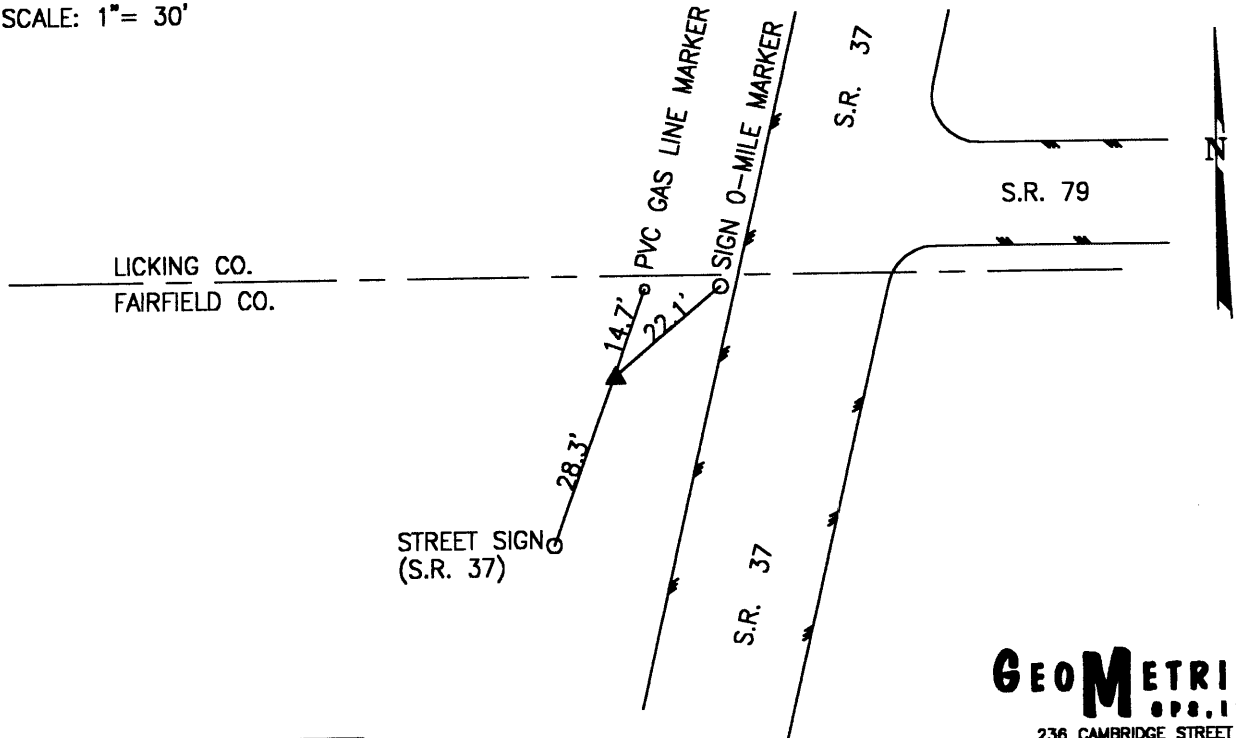 SCALE: 1"= 30'
PVC GAS LINE MARKER
SIGN 0-MILE MARKER
S.R. 37
N
S.R. 79
LICKING CO.
FAIRFIELD CO.
14.7'
22.1'
28.3'
STREET SIGN
(S.R. 37)
S.R. 37
GEOMETRI
GPS, I
236 CAMBRIDGE STREET